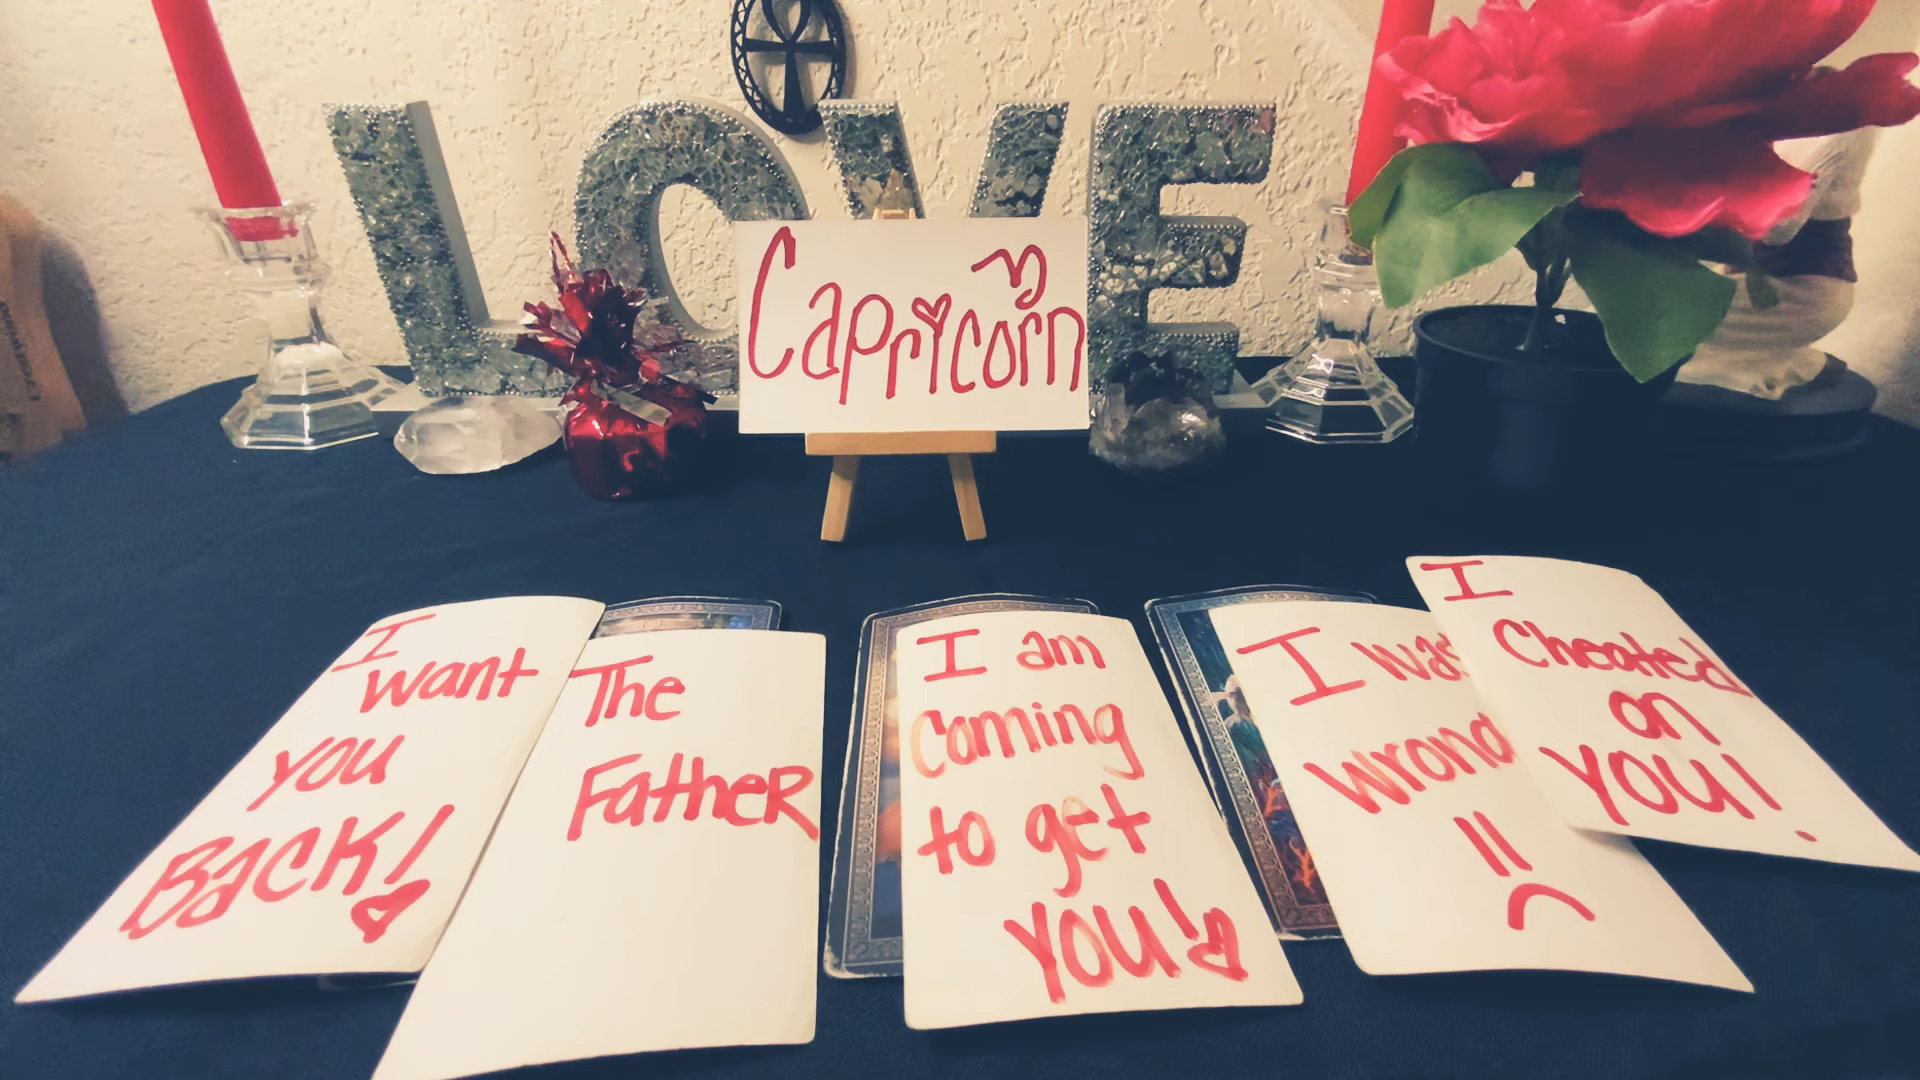 LOVE
Capricorn
I
want
you
BACK!
The
FatheR
I am
Coming
to get
YOU!
I was
wrong
!!
I
Cheated
on
YOU!